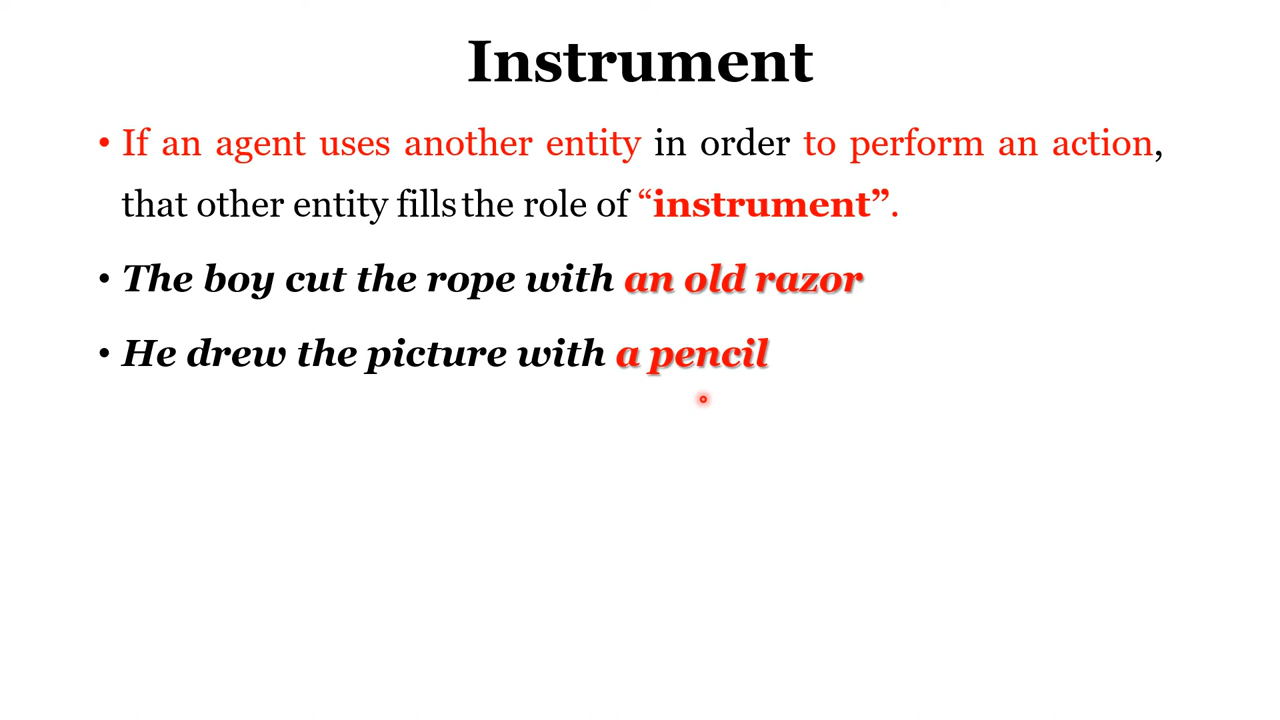 Instrument
• If an agent uses another entity in order to perform an action,
that other entity fills the role of “instrument”.
• The boy cut the rope with an old razor
• He drew the picture with a pencil